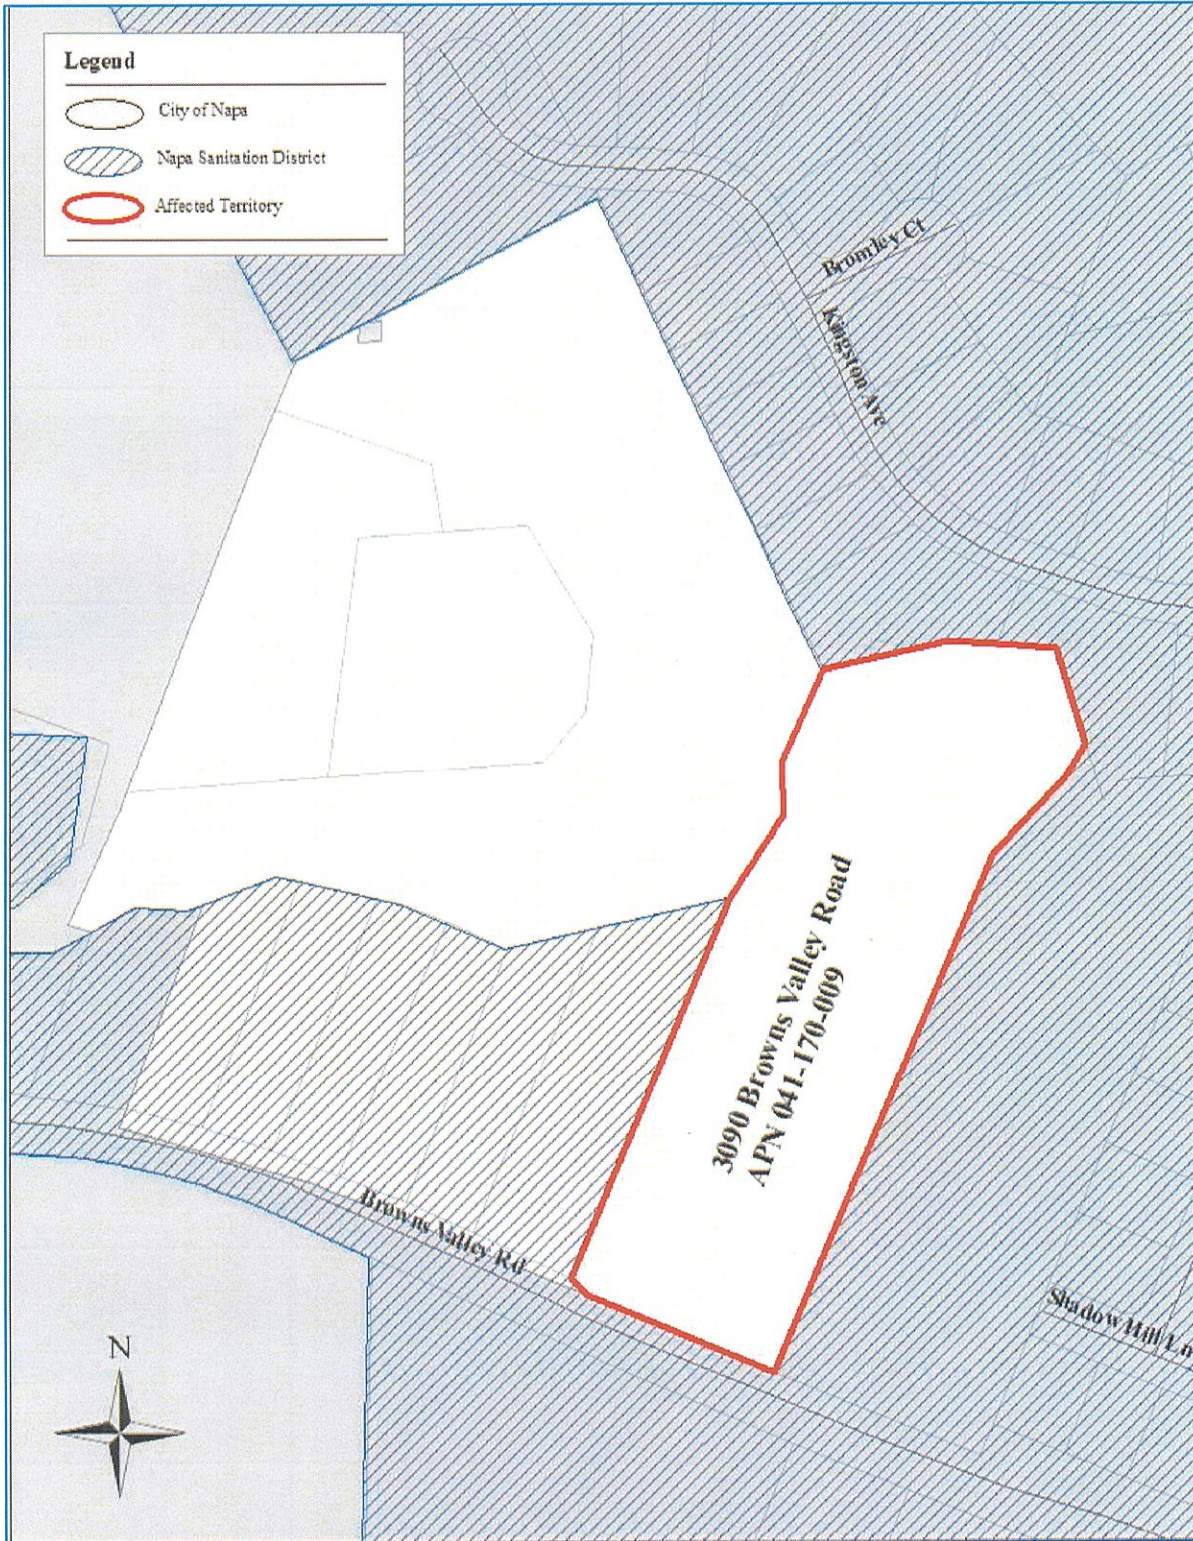 Legend
City of Napa
Napa Sanitation District
Affected Territory
Bromley Ct
Kingston Ave
3090 Browns Valley Road
APN 041-170-009
Browns Valley Rd
Shadow Hill Ln
N